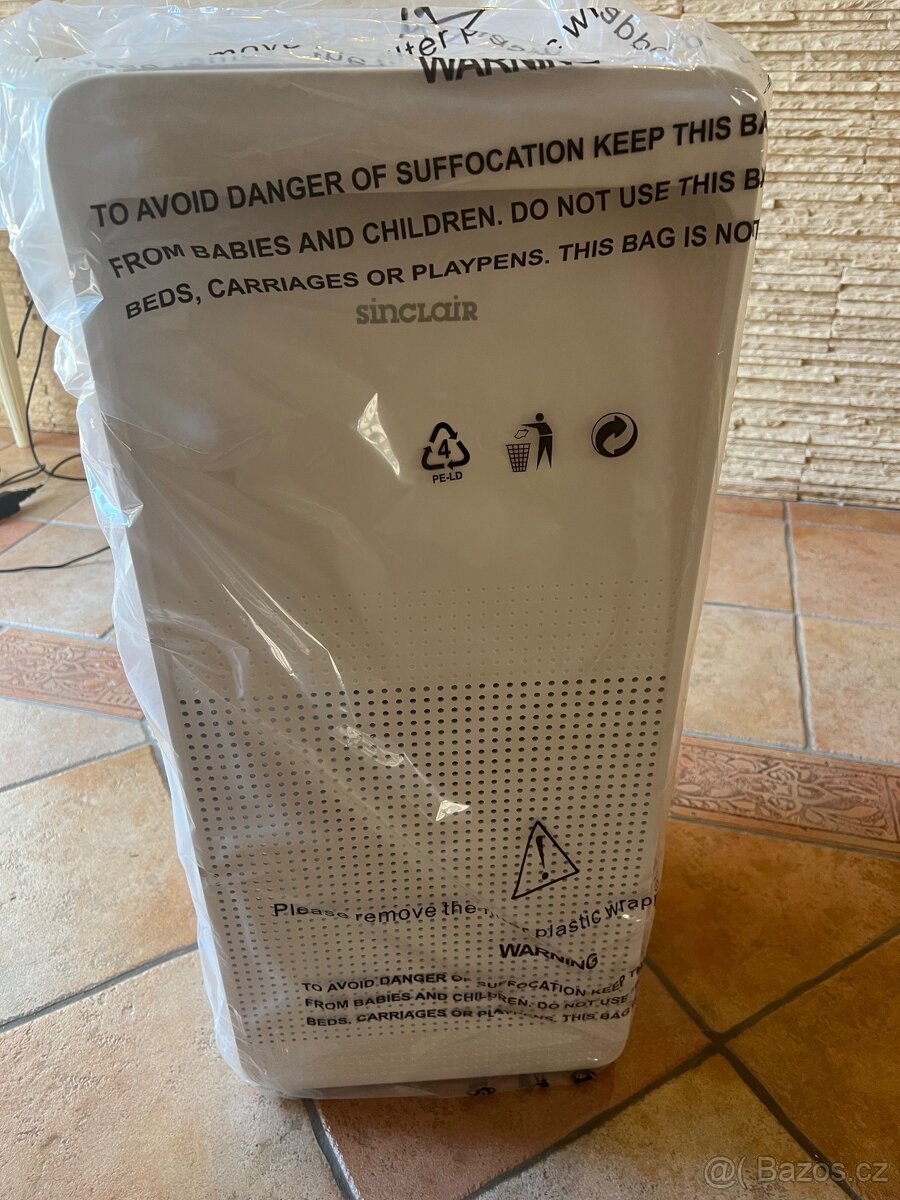 WARNING
TO AVOID DANGER OF SUFFOCATION KEEP THIS BA
FROM BABIES AND CHILDREN. DO NOT USE THIS B
BEDS, CARRIAGES OR PLAYPENS. THIS BAG IS NOT
sinclair
4
PE-LD
Please remove the plastic wrap
WARNING
TO AVOID DANGER OF SUFFOCATION KEEP T
FROM BABIES AND CHILDREN. DO NOT USE
BEDS, CARRIAGES OR PLAYPENS. THIS BAG
@( Bazos.cz